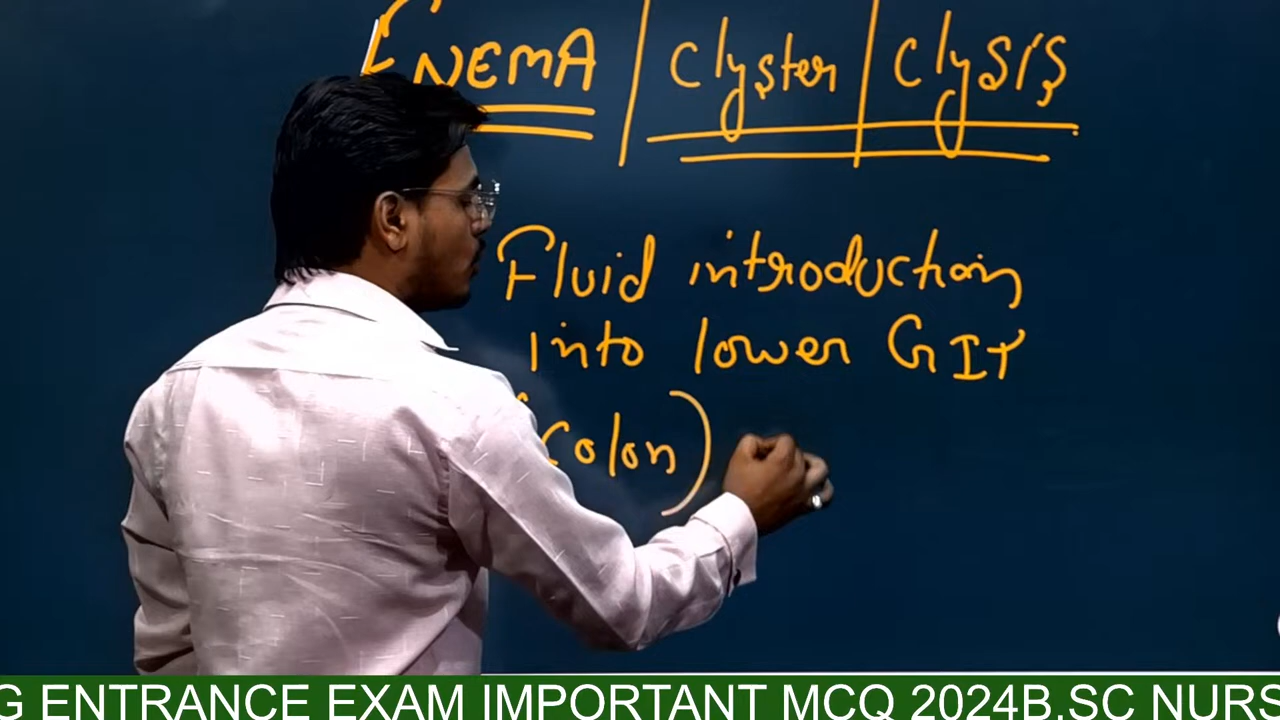 ENEMA | Clyster | Clysis
Fluid introduction
into lower GIT
(Colon)
G ENTRANCE EXAM IMPORTANT MCQ 2024B.SC NURS